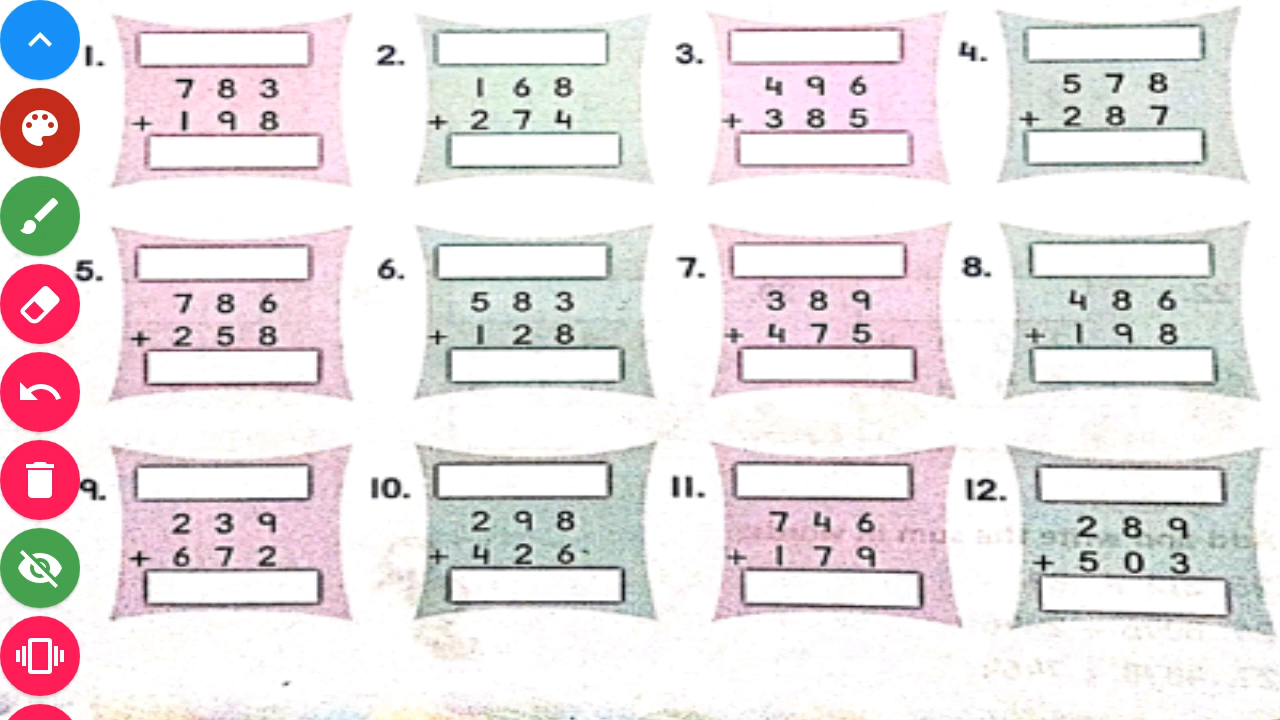 1. 2. 3. 4.
7 8 3 1 6 8 4 9 6 5 7 8
+ 1 9 8 + 2 7 4 + 3 8 5 + 2 8 7
5. 6. 7. 8.
7 8 6 5 8 3 3 8 9 4 8 6
+ 2 5 8 + 1 2 8 + 4 7 5 + 1 9 8
9. 10. 11. 12.
2 3 9 2 9 8 7 4 6 2 8 9
+ 6 7 2 + 4 2 6 + 1 7 9 + 5 0 3